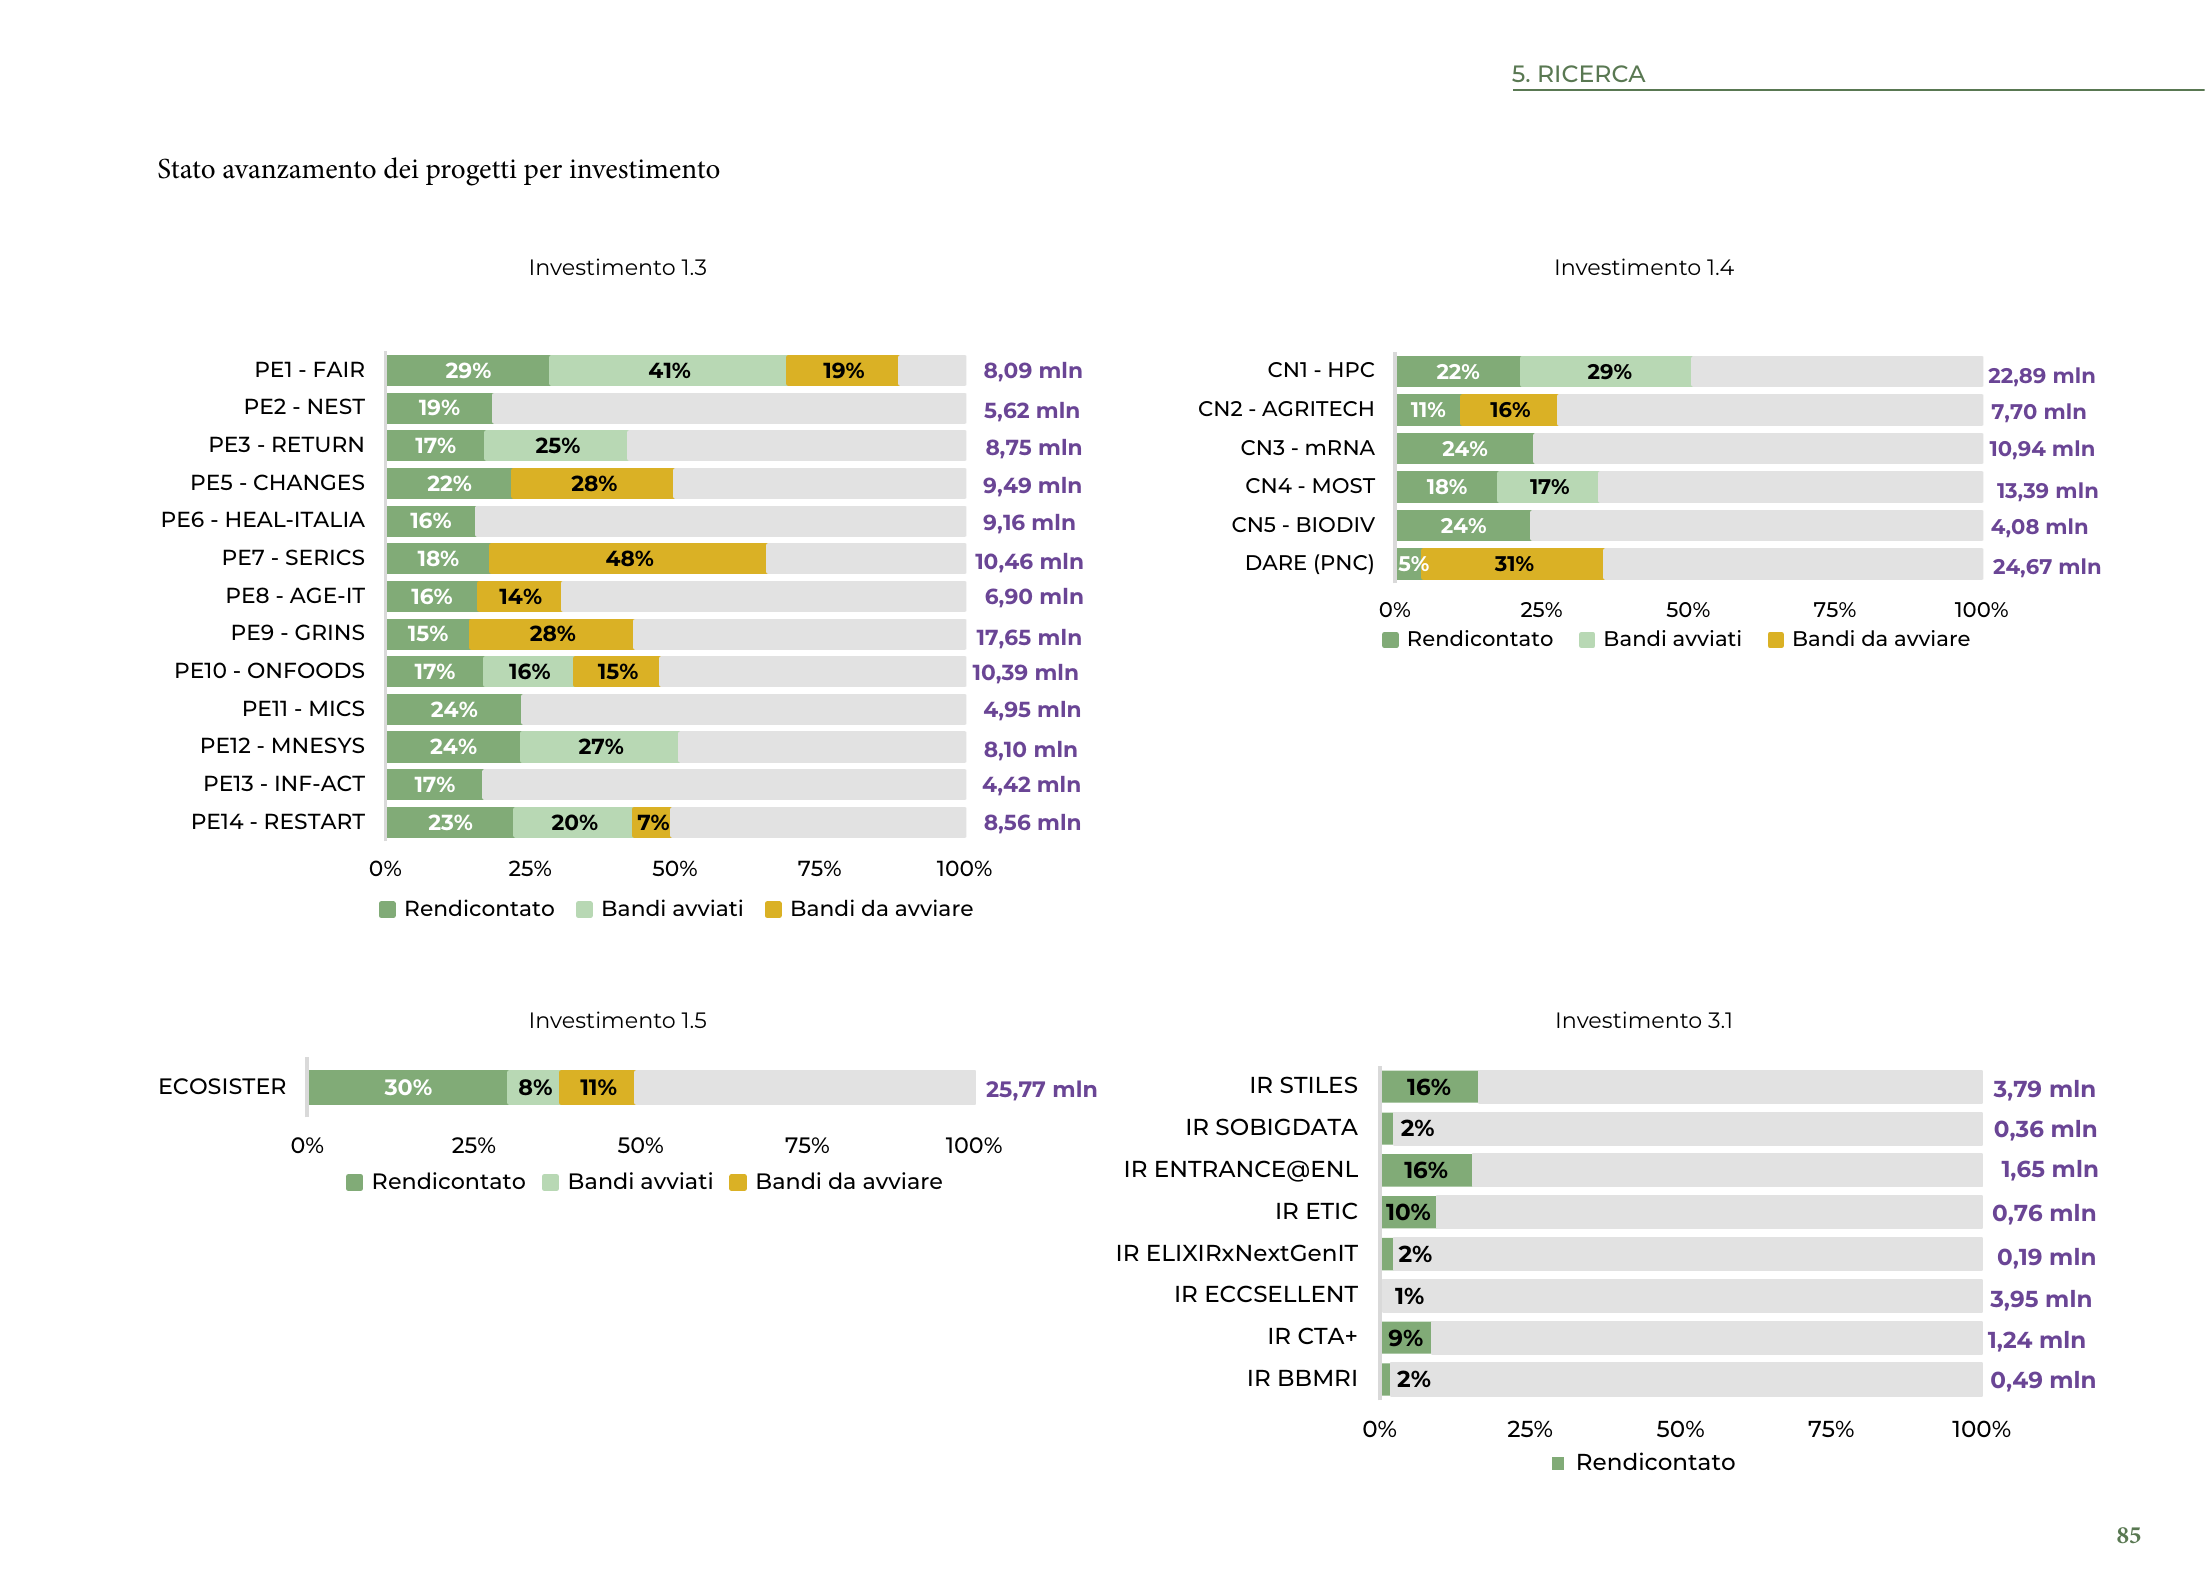 5. RICERCA
Stato avanzamento dei progetti per investimento
Investimento 1.3
PE1 - FAIR 29% 41% 19% 8,09 mln
PE2 - NEST 19% 5,62 mln
PE3 - RETURN 17% 25% 8,75 mln
PE5 - CHANGES 22% 28% 9,49 mln
PE6 - HEAL-ITALIA 16% 9,16 mln
PE7 - SERICS 18% 48% 10,46 mln
PE8 - AGE-IT 16% 14% 6,90 mln
PE9 - GRINS 15% 28% 17,65 mln
PE10 - ONFOODS 17% 16% 15% 10,39 mln
PE11 - MICS 24% 4,95 mln
PE12 - MNESYS 24% 27% 8,10 mln
PE13 - INF-ACT 17% 4,42 mln
PE14 - RESTART 23% 20% 7% 8,56 mln
0% 25% 50% 75% 100%
Rendicontato Bandi avviati Bandi da avviare
Investimento 1.4
CN1 - HPC 22% 29% 22,89 mln
CN2 - AGRITECH 11% 16% 7,70 mln
CN3 - mRNA 24% 10,94 mln
CN4 - MOST 18% 17% 13,39 mln
CN5 - BIODIV 24% 4,08 mln
DARE (PNC) 5% 31% 24,67 mln
0% 25% 50% 75% 100%
Rendicontato Bandi avviati Bandi da avviare
Investimento 1.5
ECOSISTER 30% 8% 11% 25,77 mln
0% 25% 50% 75% 100%
Rendicontato Bandi avviati Bandi da avviare
Investimento 3.1
IR STILES 16% 3,79 mln
IR SOBIGDATA 2% 0,36 mln
IR ENTRANCE@ENL 16% 1,65 mln
IR ETIC 10% 0,76 mln
IR ELIXIRxNextGenIT 2% 0,19 mln
IR ECCSELLENT 1% 3,95 mln
IR CTA+ 9% 1,24 mln
IR BBMRI 2% 0,49 mln
0% 25% 50% 75% 100%
Rendicontato
85